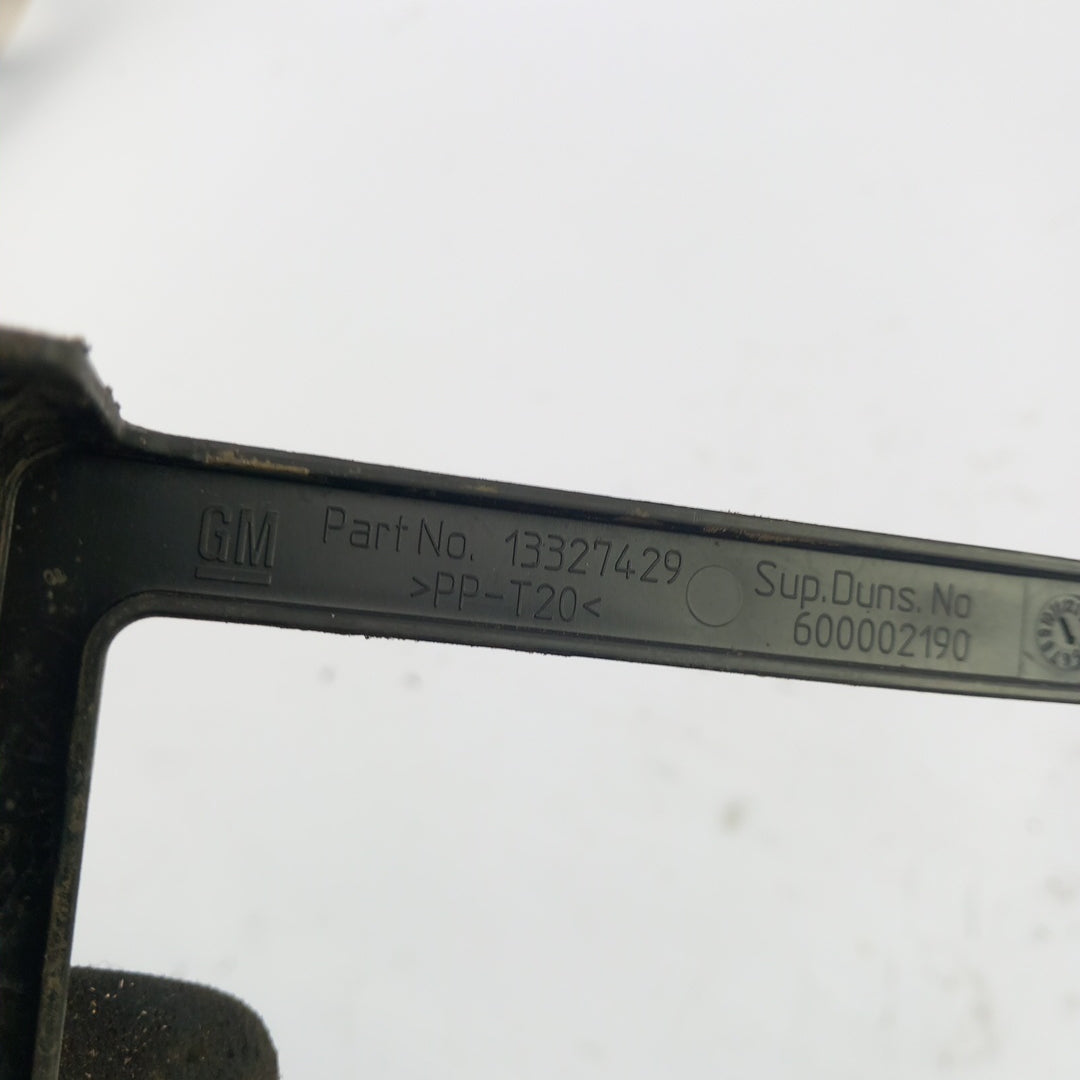 GM Part No. 13327429
>PP-T20<
Sup.Duns.No
600002190